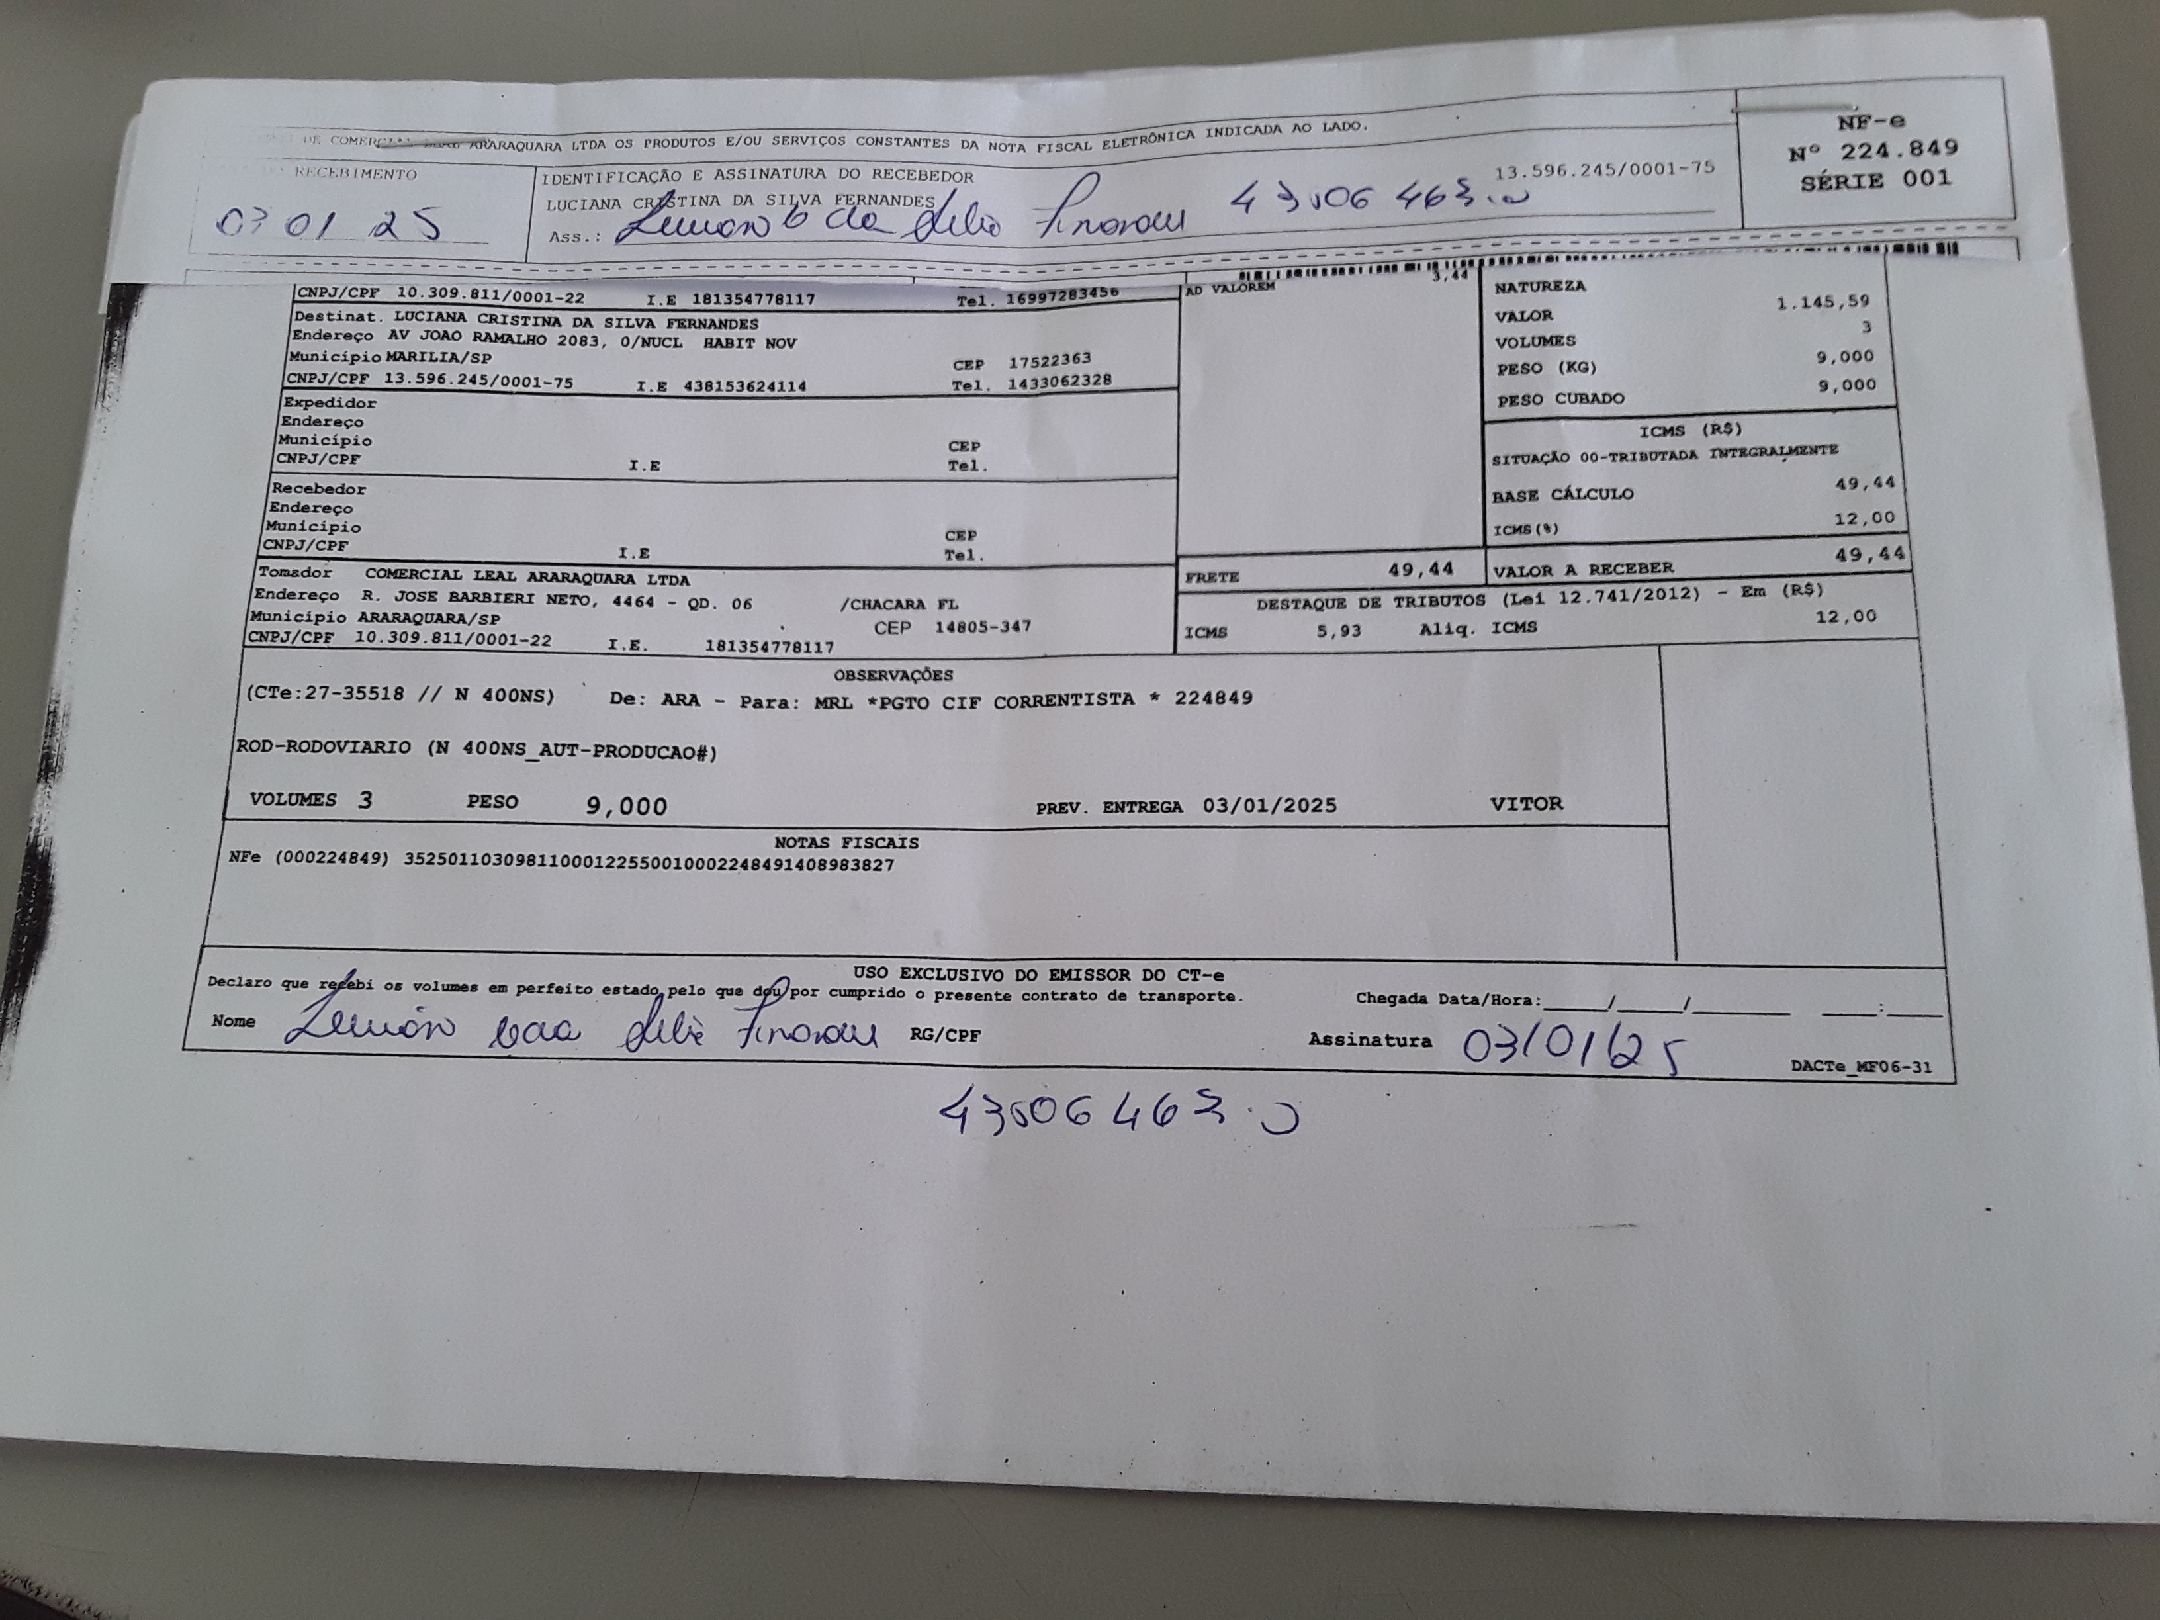 DE COMERCIAL LEAL ARARAQUARA LTDA OS PRODUTOS E/OU SERVIÇOS CONSTANTES DA NOTA FISCAL ELETRÔNICA INDICADA AO LADO.
NF-e
Nº 224.849
SÉRIE 001
RECEBIMENTO
03 01 25
IDENTIFICAÇÃO E ASSINATURA DO RECEBEDOR
13.596.245/0001-75
LUCIANA CRISTINA DA SILVA FERNANDES
Ass.:
CNPJ/CPF 10.309.811/0001-22 I.E 181354778117 Tel. 16997283456
Destinat. LUCIANA CRISTINA DA SILVA FERNANDES
Endereço AV JOAO RAMALHO 2083, 0/NUCL HABIT NOV
Município MARILIA/SP CEP 17522363
CNPJ/CPF 13.596.245/0001-75 I.E 438153624114 Tel. 1433062328
Expedidor
Endereço
Município CEP
CNPJ/CPF I.E Tel.
Recebedor
Endereço
Município CEP
CNPJ/CPF I.E Tel.
Tomador COMERCIAL LEAL ARARAQUARA LTDA
Endereço R. JOSE BARBIERI NETO, 4464 - QD. 06 /CHACARA FL
Município ARARAQUARA/SP CEP 14805-347
CNPJ/CPF 10.309.811/0001-22 I.E. 181354778117
AD VALOREM 3,44
FRETE 49,44
NATUREZA
VALOR 1.145,59
VOLUMES 3
PESO (KG) 9,000
PESO CUBADO 9,000
ICMS (R$)
SITUAÇÃO 00-TRIBUTADA INTEGRALMENTE
BASE CÁLCULO 49,44
ICMS(%) 12,00
VALOR A RECEBER 49,44
DESTAQUE DE TRIBUTOS (Lei 12.741/2012) - Em (R$)
ICMS 5,93 Aliq. ICMS 12,00
OBSERVAÇÕES
(CTe:27-35518 // N 400NS) De: ARA - Para: MRL *PGTO CIF CORRENTISTA * 224849
ROD-RODOVIARIO (N 400NS_AUT-PRODUCAO#)
VOLUMES 3 PESO 9,000 PREV. ENTREGA 03/01/2025 VITOR
NOTAS FISCAIS
NFe (000224849) 35250110309811000122550010002248491408983827
USO EXCLUSIVO DO EMISSOR DO CT-e
Declaro que recebi os volumes em perfeito estado pelo que dou por cumprido o presente contrato de transporte.
Chegada Data/Hora:____/____/______ ___:___
Nome RG/CPF Assinatura 03/01/25
DACTe_MF06-31